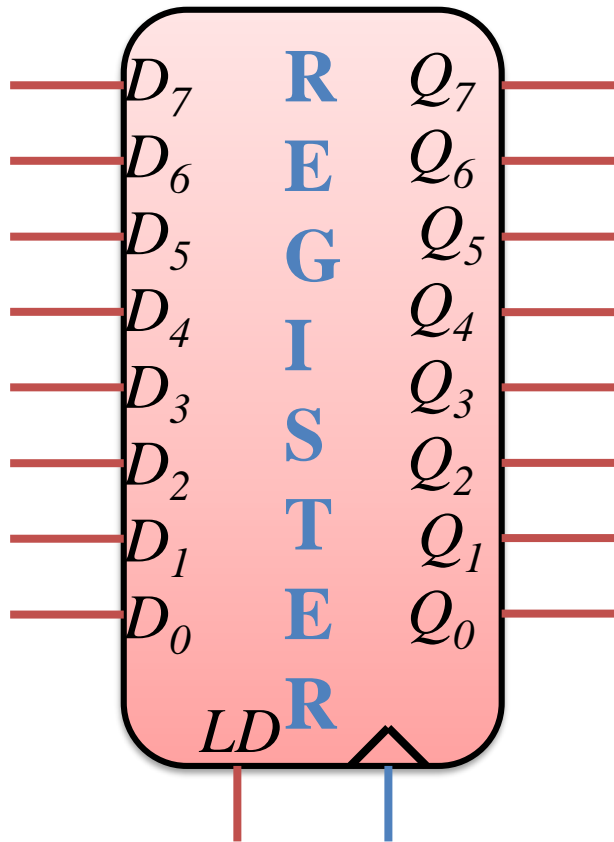 D7 R Q7
D6 E Q6
D5 G Q5
D4 I Q4
D3 S Q3
D2 T Q2
D1 E Q1
D0 R Q0
LD